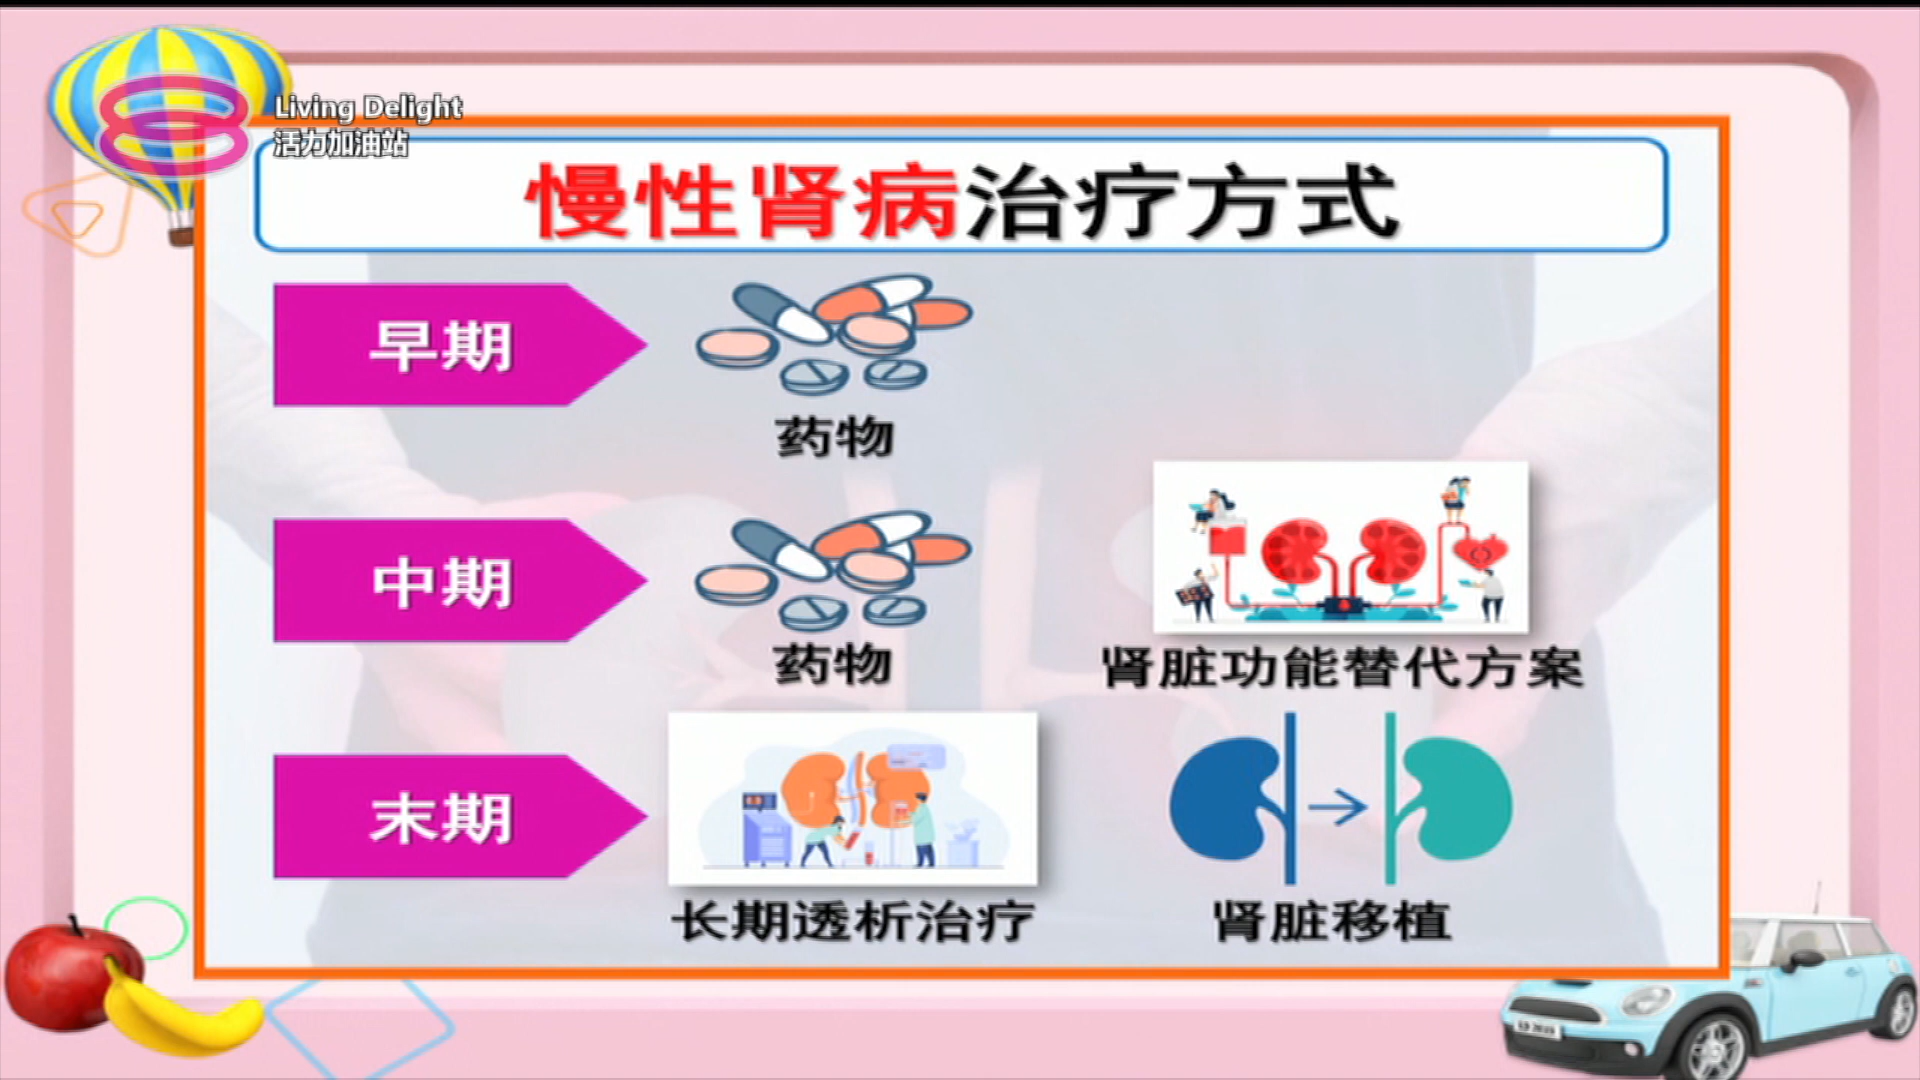 Living Delight
活力加油站
慢性肾病治疗方式
早期
药物
中期
药物
肾脏功能替代方案
末期
长期透析治疗
肾脏移植